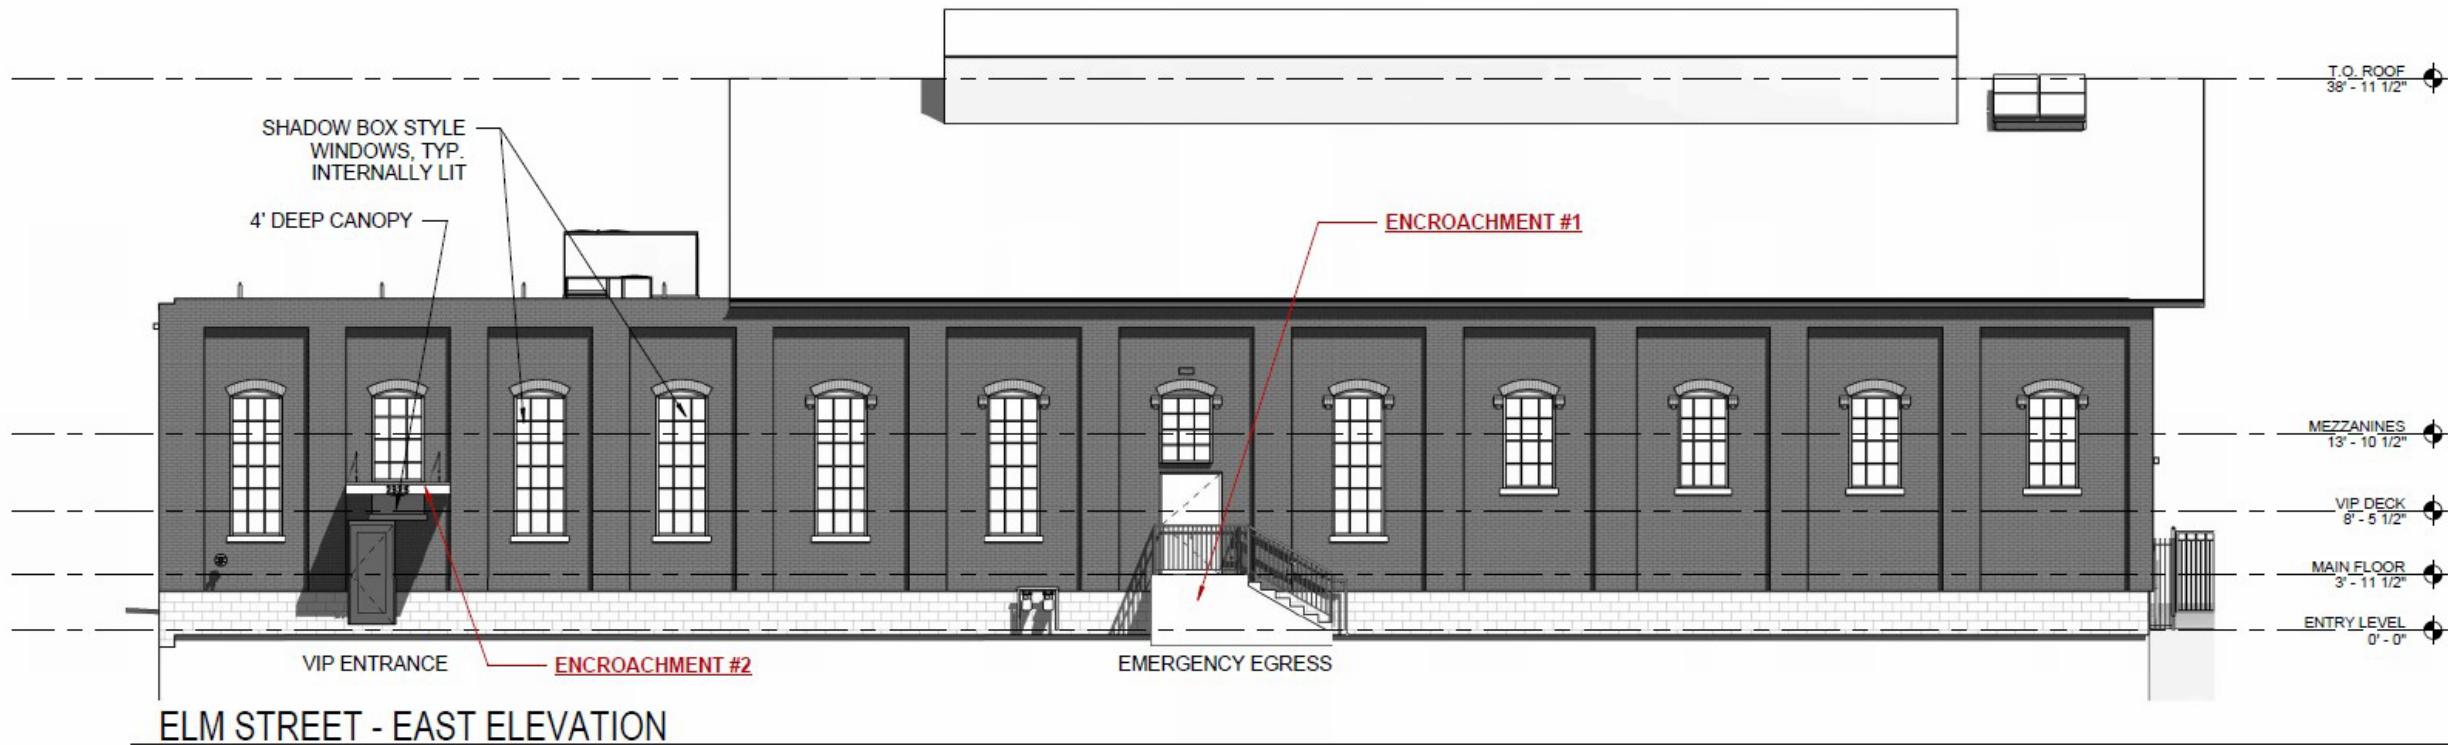 T.O. ROOF
38' - 11 1/2"
SHADOW BOX STYLE
WINDOWS, TYP.
INTERNALLY LIT
4' DEEP CANOPY
ENCROACHMENT #1
MEZZANINES
13' - 10 1/2"
VIP DECK
8' - 5 1/2"
MAIN FLOOR
3' - 11 1/2"
ENTRY LEVEL
0' - 0"
VIP ENTRANCE
ENCROACHMENT #2
EMERGENCY EGRESS
ELM STREET - EAST ELEVATION